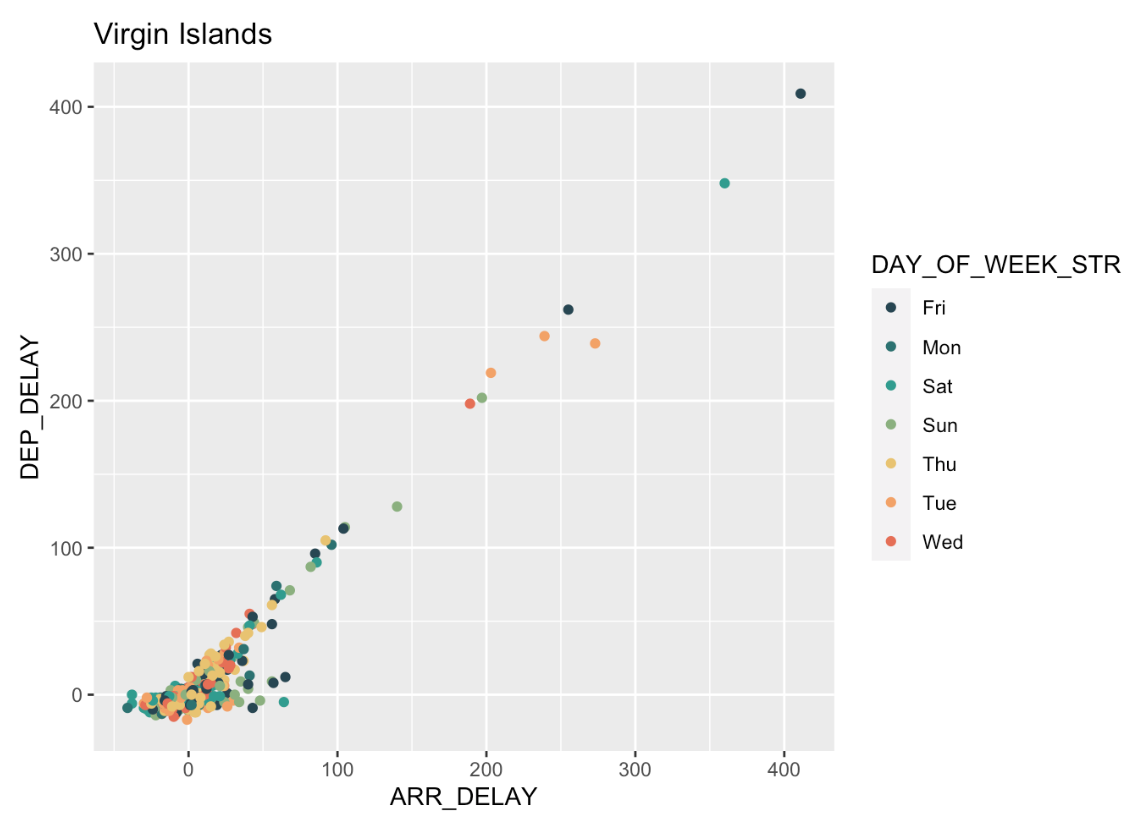 Virgin Islands
400
300
200
100
0
DEP_DELAY
0 100 200 300 400
ARR_DELAY
DAY_OF_WEEK_STR
Fri
Mon
Sat
Sun
Thu
Tue
Wed